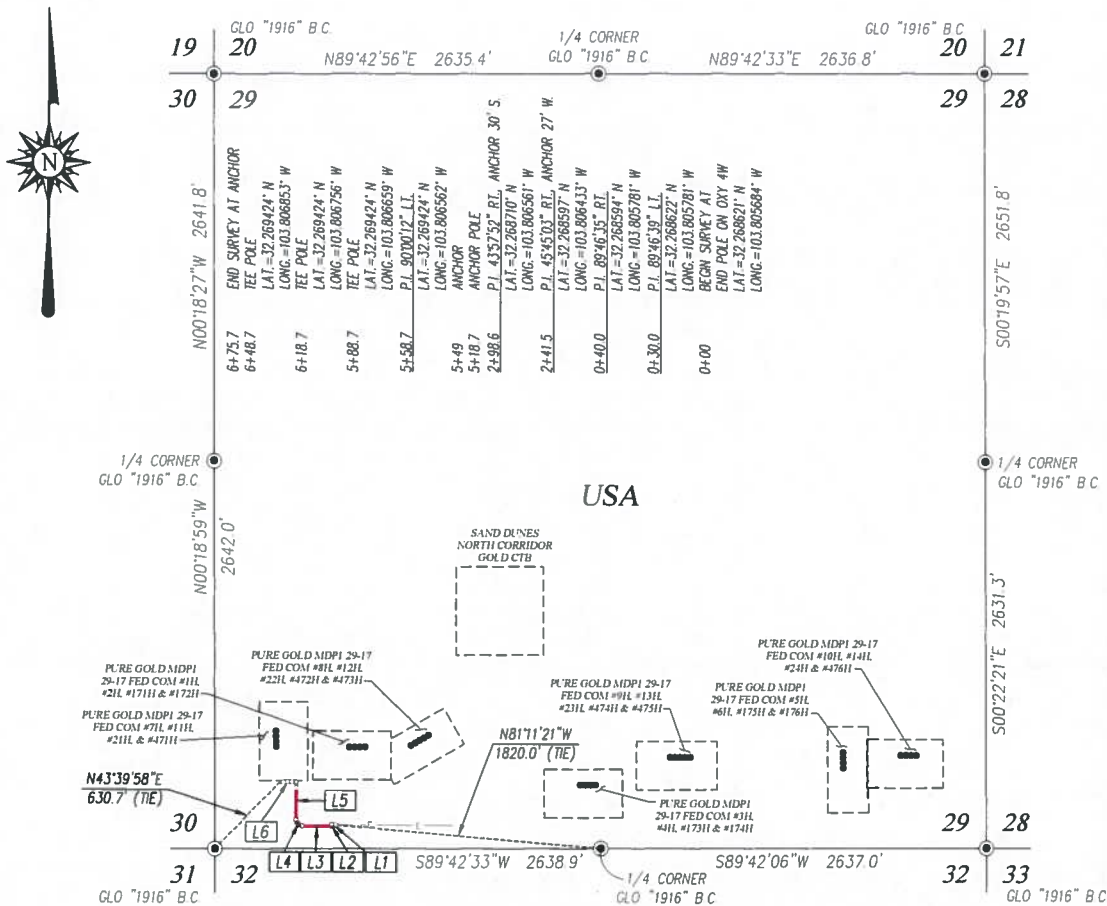 GLO "1916" B.C.
19 20
N89°42'56"E 2635.4'
1/4 CORNER
GLO "1916" B.C
N89°42'33"E 2636.8'
GLO "1916" B.C
20 21
30 29
29 28
N
N00°18'27"W 2641.8'
S00°19'57"E 2651.8'
6+75.7 END SURVEY AT ANCHOR
6+48.7 TEE POLE
LAT.=32.269424° N
LONG.=103.806853° W
6+18.7 TEE POLE
LAT.=32.269424° N
LONG.=103.806756° W
5+88.7 TEE POLE
LAT.=32.269424° N
LONG.=103.806659° W
5+58.7 P.I. 90°00'12" LT.
LAT.=32.269424° N
LONG.=103.806562° W
5+49 ANCHOR
5+18.7 ANCHOR POLE
2+98.6 P.I. 43°57'52" RT. ANCHOR 30' S.
LAT.=32.268710° N
LONG.=103.806561° W
2+41.5 P.I. 45°45'03" RT. ANCHOR 27' W.
LAT.=32.268597° N
LONG.=103.806433° W
0+40.0 P.I. 89°46'35" RT.
LAT.=32.268594° N
LONG.=103.805781° W
0+30.0 P.I. 89°46'39" LT.
LAT.=32.268622° N
LONG.=103.805781° W
0+00 BEGIN SURVEY AT
END POLE ON OXY 4W
LAT.=32.268621° N
LONG.=103.805684° W
1/4 CORNER
GLO "1916" B.C
1/4 CORNER
GLO "1916" B.C
USA
N00°18'59"W
2642.0'
S00°22'21"E 2631.3'
SAND DUNES
NORTH CORRIDOR
GOLD CTB
PURE GOLD MDP1
29-17 FED COM #1H,
#2H, #171H & #172H
PURE GOLD MDP1 29-17
FED COM #8H, #12H,
#22H, #472H & #473H
PURE GOLD MDP1 29-17
FED COM #7H, #11H,
#21H & #471H
PURE GOLD MDP1 29-17
FED COM #9H, #13H,
#23H, #474H & #475H
PURE GOLD MDP1 29-17
FED COM #10H, #14H,
#24H & #476H
PURE GOLD MDP1
29-17 FED COM #5H,
#6H, #175H & #176H
PURE GOLD MDP1
29-17 FED COM #3H,
#4H, #173H & #174H
N81°11'21"W
1820.0' (TIE)
N43°39'58"E
630.7' (TIE)
L5
L6
L4 L3 L2 L1
30
29 28
31 32
S89°42'33"W 2638.9'
S89°42'06"W 2637.0'
32 33
GLO "1916" B.C
1/4 CORNER
GLO "1916" B.C
GLO "1916" B.C